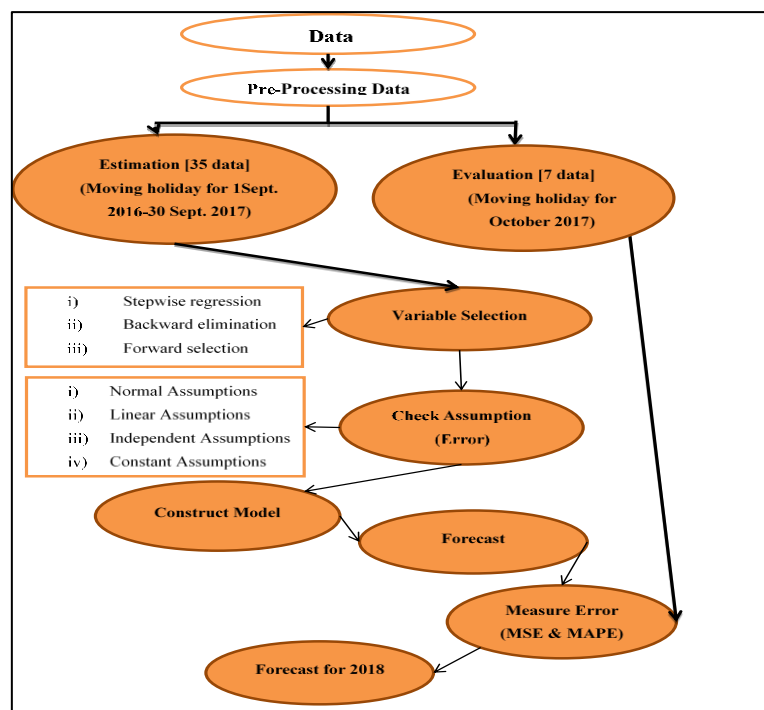 Data
Pre-Processing Data
Estimation [35 data]
(Moving holiday for 1Sept.
2016-30 Sept. 2017)
Evaluation [7 data]
(Moving holiday for
October 2017)
i) Stepwise regression
ii) Backward elimination
iii) Forward selection
Variable Selection
i) Normal Assumptions
ii) Linear Assumptions
iii) Independent Assumptions
iv) Constant Assumptions
Check Assumption
(Error)
Construct Model
Forecast
Measure Error
(MSE & MAPE)
Forecast for 2018